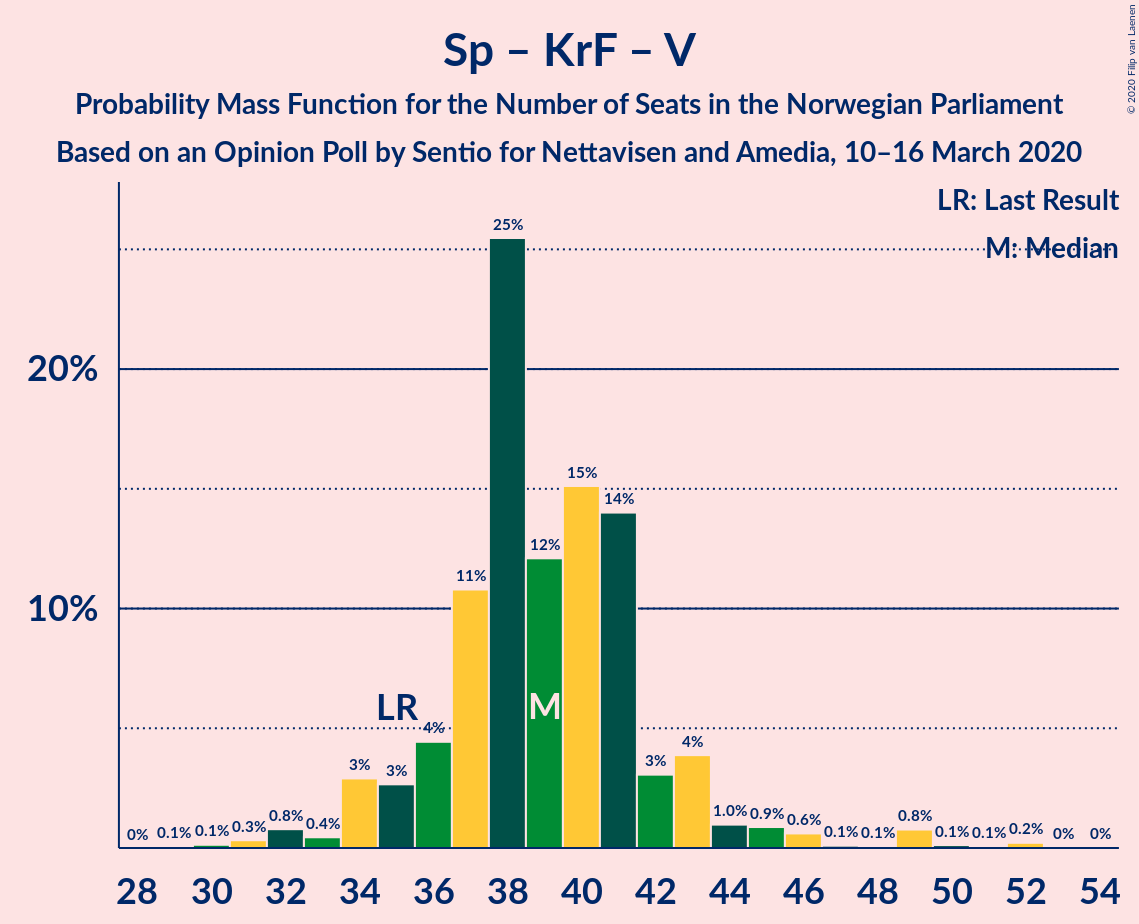 © 2020 Filip van Laenen
Sp – KrF – V
Probability Mass Function for the Number of Seats in the Norwegian Parliament
Based on an Opinion Poll by Sentio for Nettavisen and Amedia, 10–16 March 2020
LR: Last Result
M: Median
20%
10%
0% 0.1% 0.1% 0.3% 0.8% 0.4% 3% 3% 4% 11% 25% 12% 15% 14% 3% 4% 1.0% 0.9% 0.6% 0.1% 0.1% 0.8% 0.1% 0.1% 0.2% 0% 0%
LR M
28 30 32 34 36 38 40 42 44 46 48 50 52 54